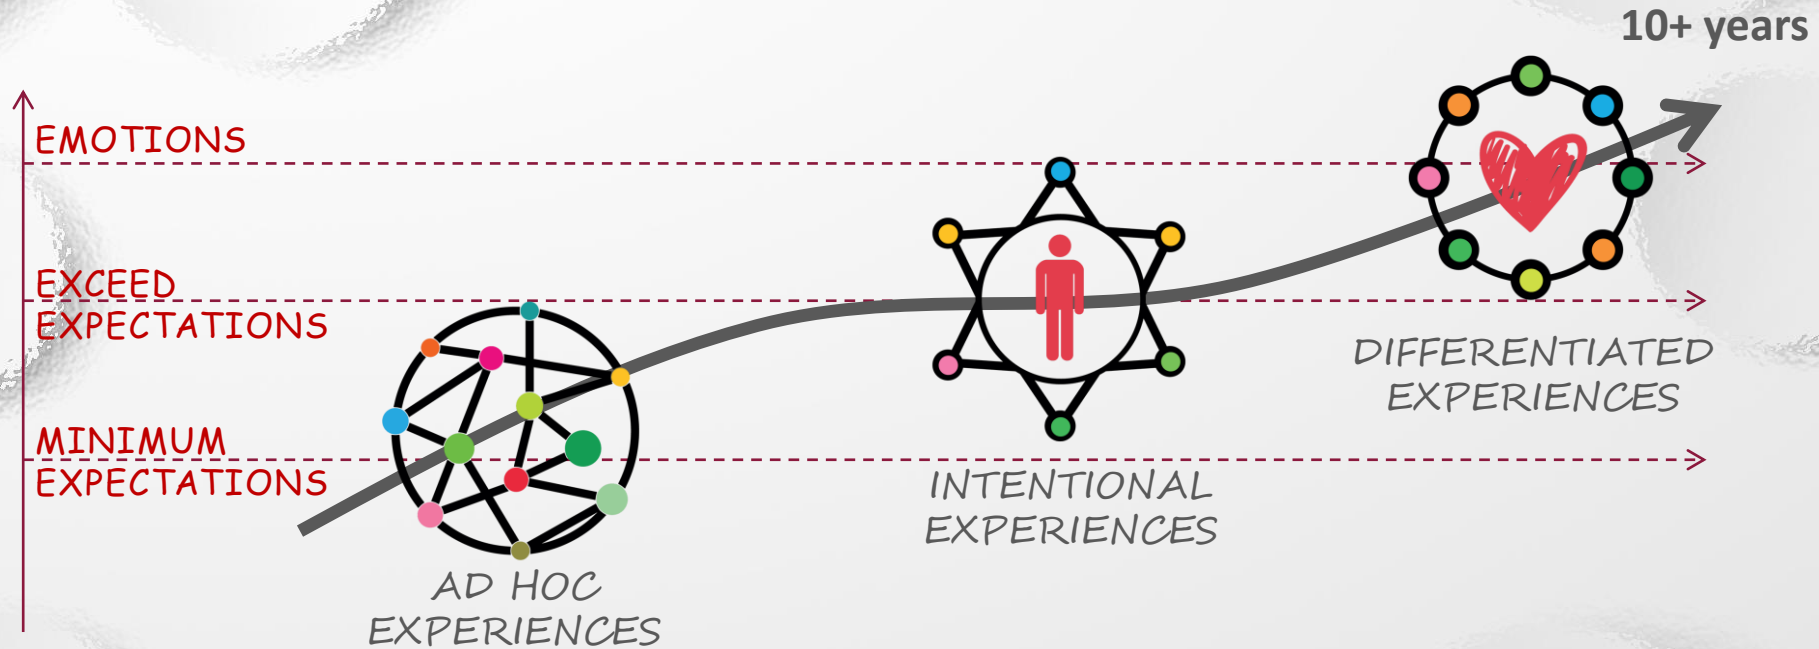 10+ years
EMOTIONS
EXCEED
EXPECTATIONS
DIFFERENTIATED
EXPERIENCES
MINIMUM
EXPECTATIONS
INTENTIONAL
EXPERIENCES
AD HOC
EXPERIENCES